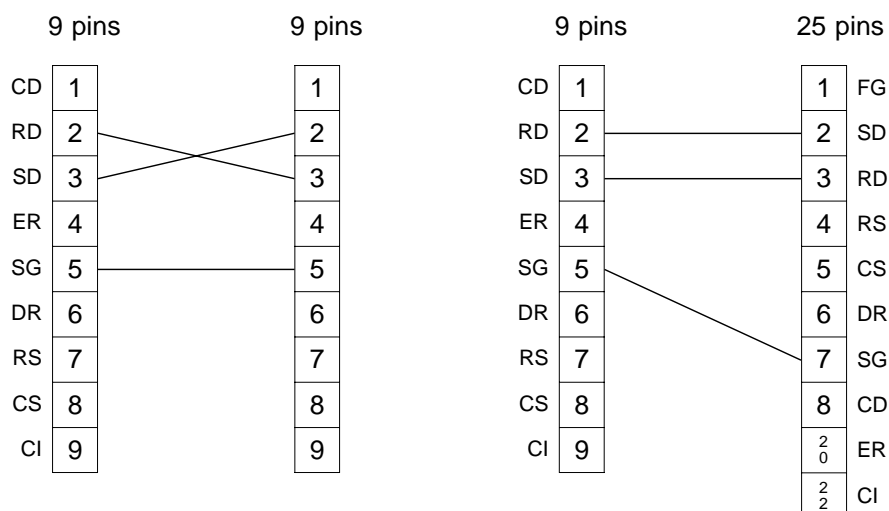 9 pins 9 pins
CD 1 1
RD 2 2
SD 3 3
ER 4 4
SG 5 5
DR 6 6
RS 7 7
CS 8 8
CI 9 9
9 pins 25 pins
CD 1 1 FG
RD 2 2 SD
SD 3 3 RD
ER 4 4 RS
SG 5 5 CS
DR 6 6 DR
RS 7 7 SG
CS 8 8 CD
CI 9 20 ER
22 CI